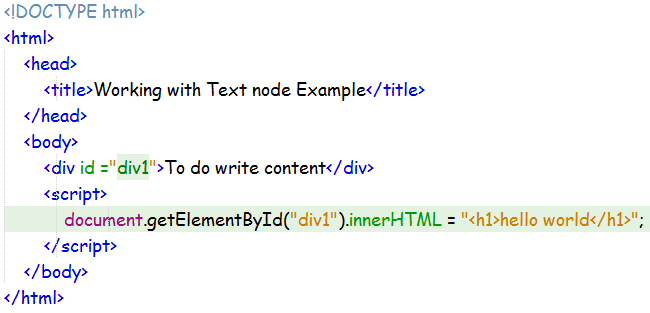 <!DOCTYPE html>
<html>
<head>
<title>Working with Text node Example</title>
</head>
<body>
<div id ="div1">To do write content</div>
<script>
document.getElementById("div1").innerHTML = "<h1>hello world</h1>";
</script>
</body>
</html>